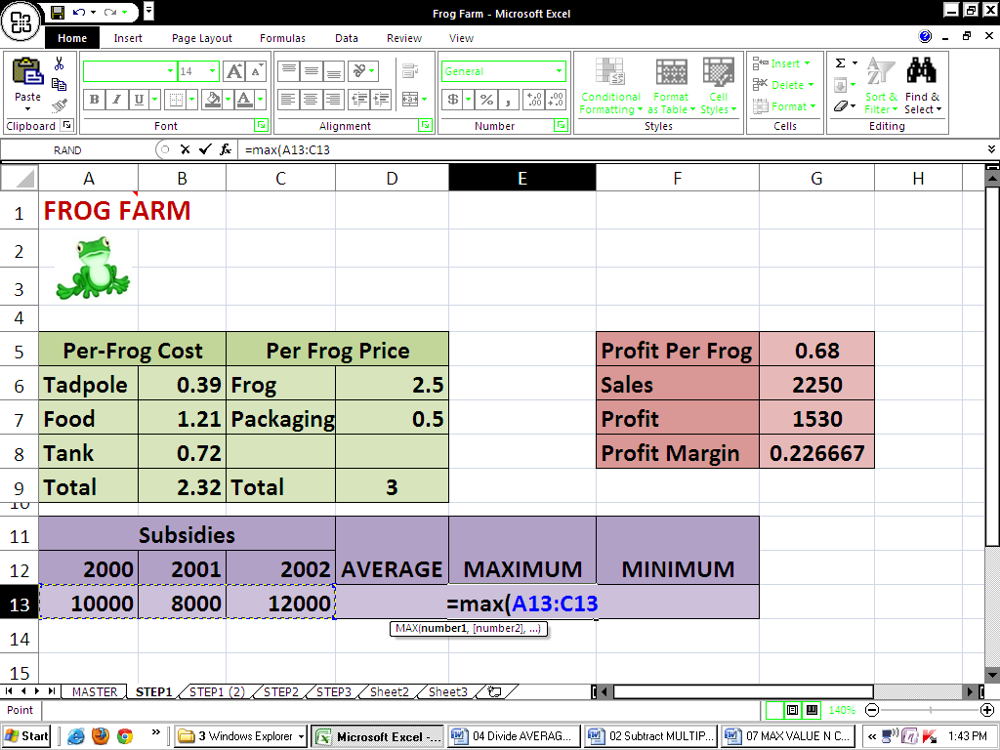 Frog Farm - Microsoft Excel
Home Insert Page Layout Formulas Data Review View
Paste
14
General
B I U
$ % ,
Conditional Formatting
Format as Table
Cell Styles
Insert
Delete
Format
Σ
Sort & Filter
Find & Select
Clipboard Font Alignment Number Styles Cells Editing
RAND fx =max(A13:C13
A B C D E F G H
1 FROG FARM
2
3
4
5 Per-Frog Cost Per Frog Price Profit Per Frog 0.68
6 Tadpole 0.39 Frog 2.5 Sales 2250
7 Food 1.21 Packaging 0.5 Profit 1530
8 Tank 0.72 Profit Margin 0.226667
9 Total 2.32 Total 3
10
11 Subsidies
12 2000 2001 2002 AVERAGE MAXIMUM MINIMUM
13 10000 8000 12000 =max(A13:C13
MAX(number1, [number2], ...)
14
15
MASTER STEP1 STEP1 (2) STEP2 STEP3 Sheet2 Sheet3
Point 140%
Start » 3 Windows Explorer Microsoft Excel -... 04 Divide AVERAG... 02 Subtract MULTIP... 07 MAX VALUE N C... « 1:43 PM